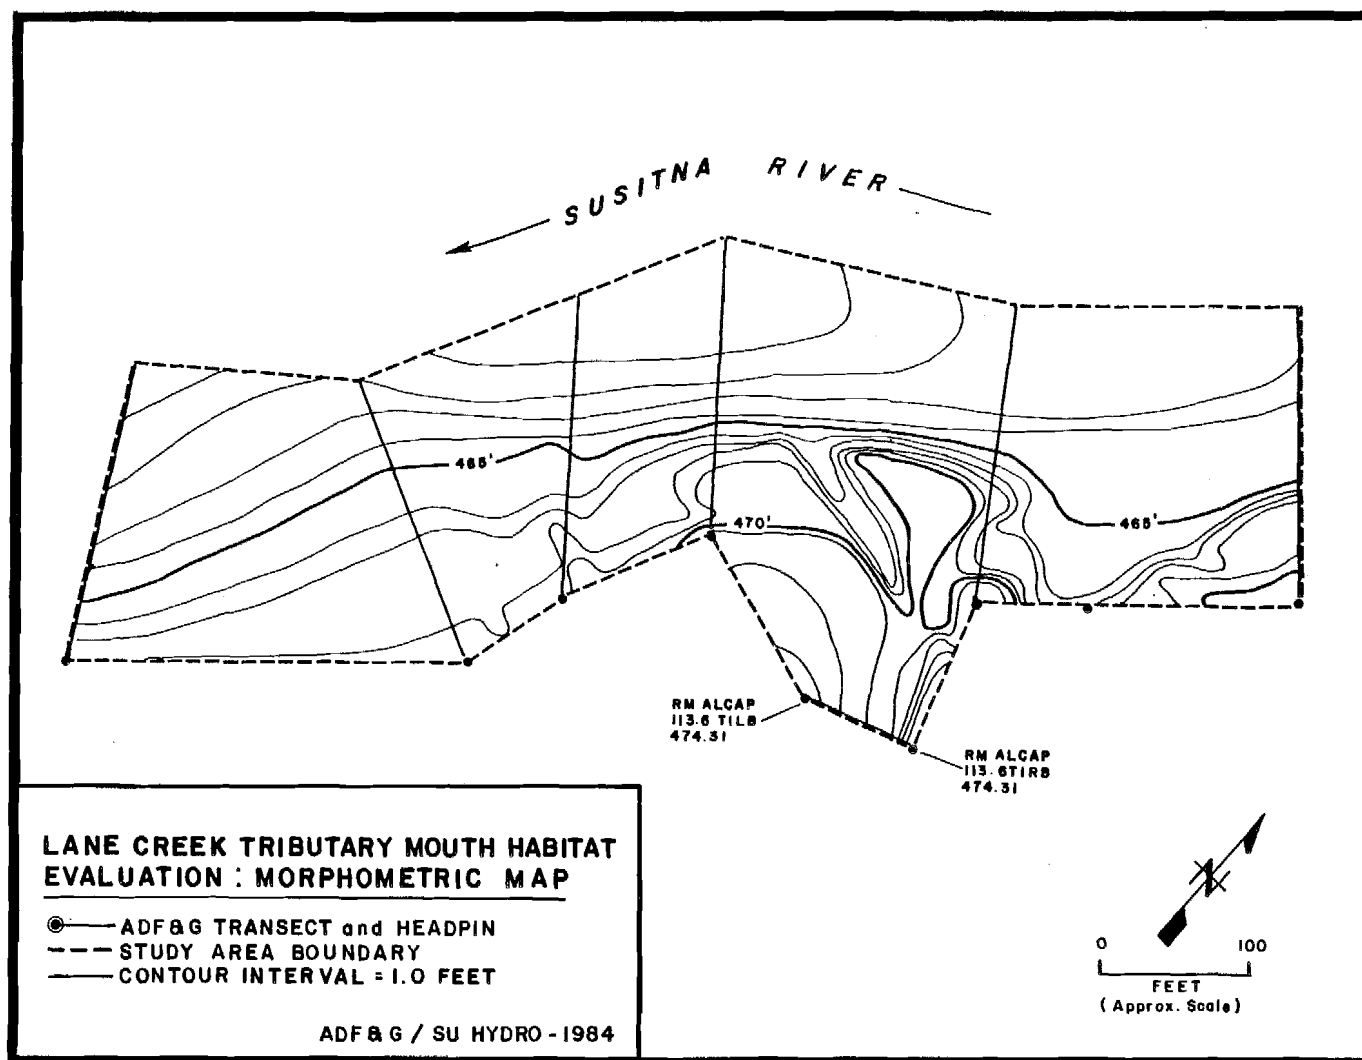 SUSITNA RIVER
465'
470'
465'
RM ALCAP
113.6 T1LB
474.31
RM ALCAP
113.6T1RB
474.31
LANE CREEK TRIBUTARY MOUTH HABITAT
EVALUATION : MORPHOMETRIC MAP
ADF&G TRANSECT and HEADPIN
STUDY AREA BOUNDARY
CONTOUR INTERVAL = 1.0 FEET
ADF&G / SU HYDRO - 1984
N
0 100
FEET
(Approx. Scale)